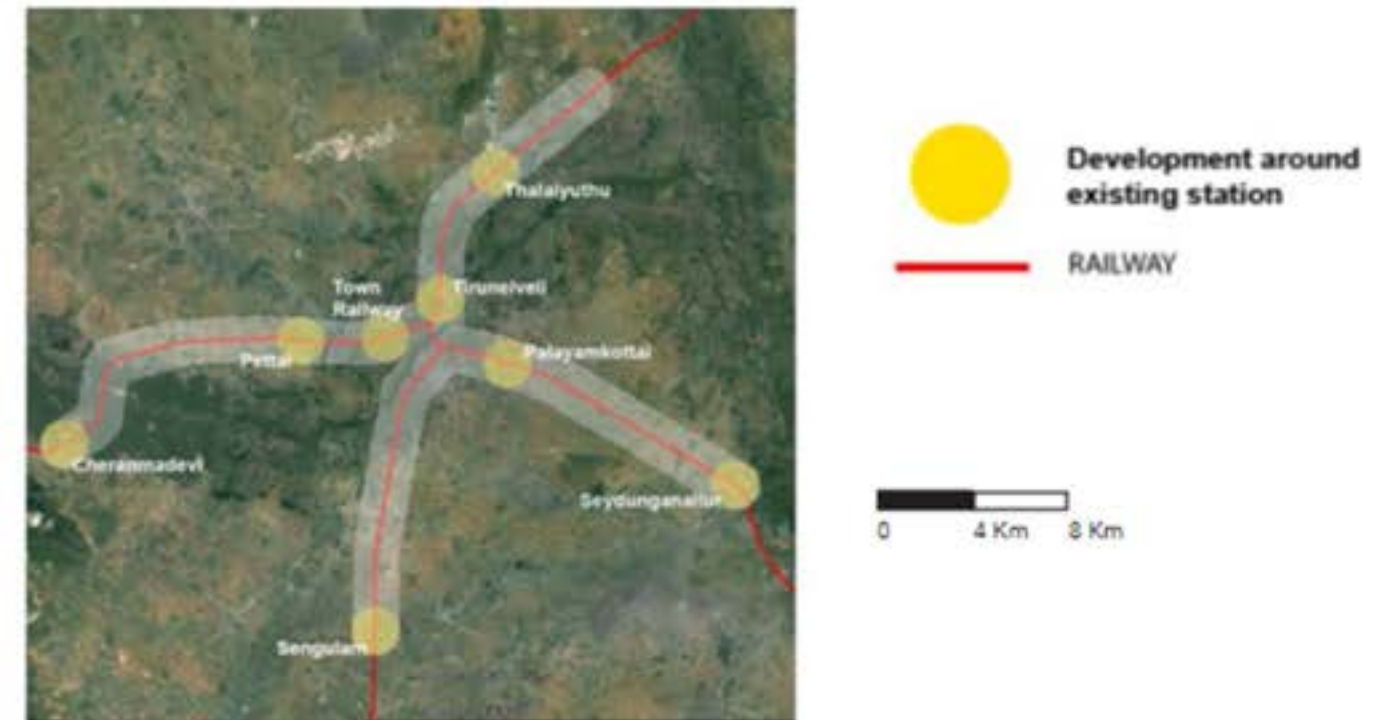 Thalaiyuthu
Town
Railway
Tirunelveli
Pettai
Palayamkottai
Cheranmadevi
Seydunganallur
Sengulam
Development around
existing station
RAILWAY
0
4 Km
8 Km